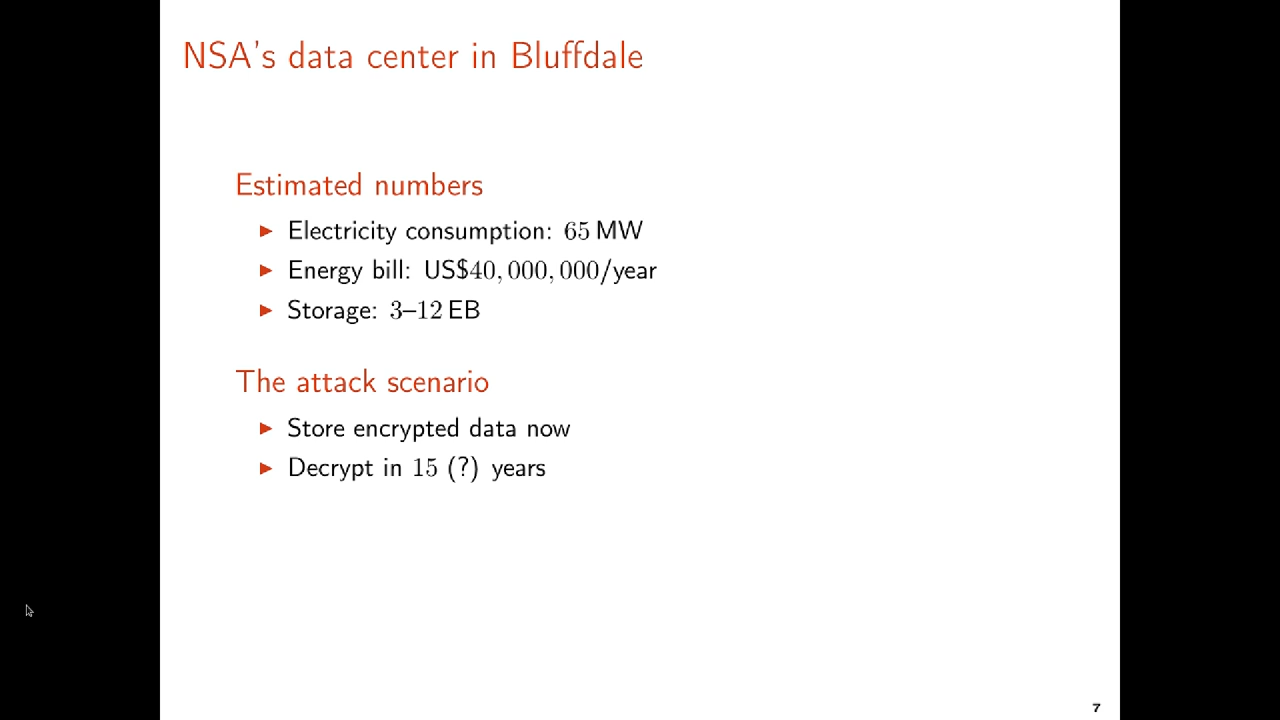 NSA's data center in Bluffdale
Estimated numbers
► Electricity consumption: 65 MW
► Energy bill: US$40,000,000/year
► Storage: 3–12 EB
The attack scenario
► Store encrypted data now
► Decrypt in 15 (?) years
7